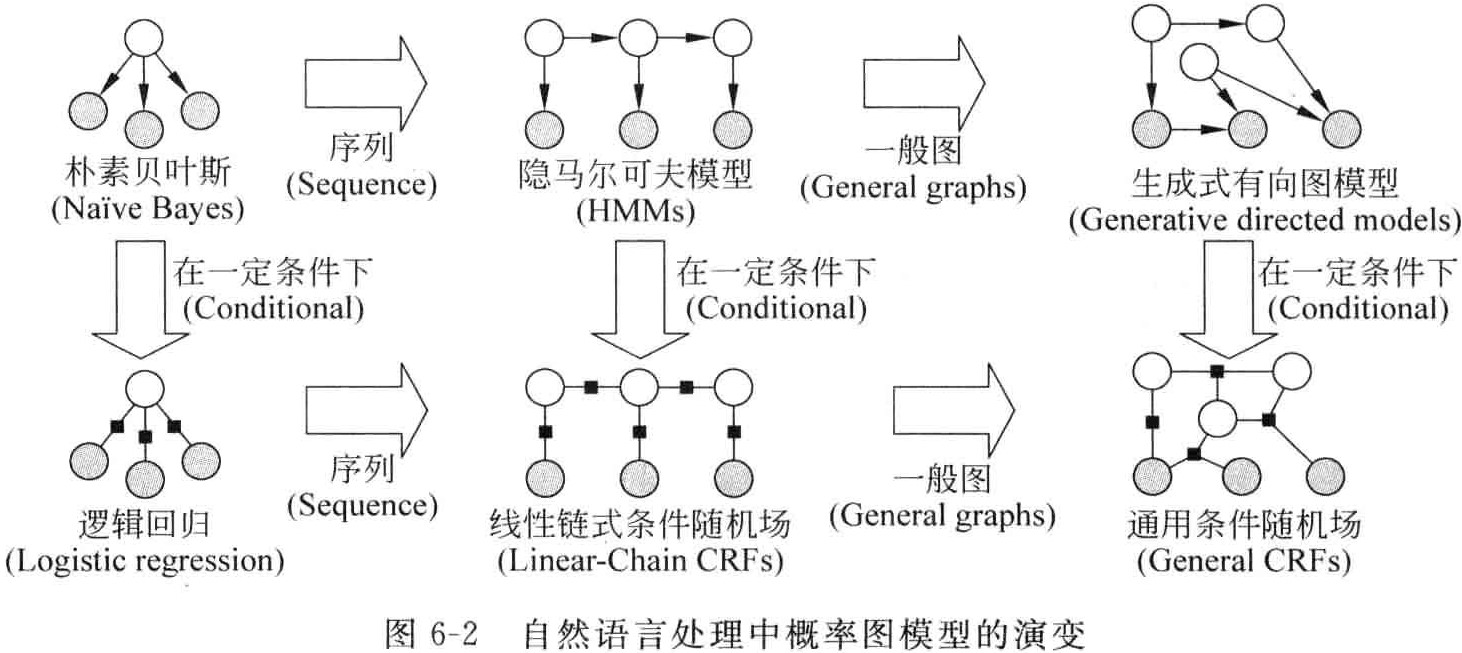 序列
(Sequence)
一般图
(General graphs)
朴素贝叶斯
(Naïve Bayes)
隐马尔可夫模型
(HMMs)
生成式有向图模型
(Generative directed models)
在一定条件下
(Conditional)
在一定条件下
(Conditional)
在一定条件下
(Conditional)
序列
(Sequence)
一般图
(General graphs)
逻辑回归
(Logistic regression)
线性链式条件随机场
(Linear-Chain CRFs)
通用条件随机场
(General CRFs)
图 6-2 自然语言处理中概率图模型的演变